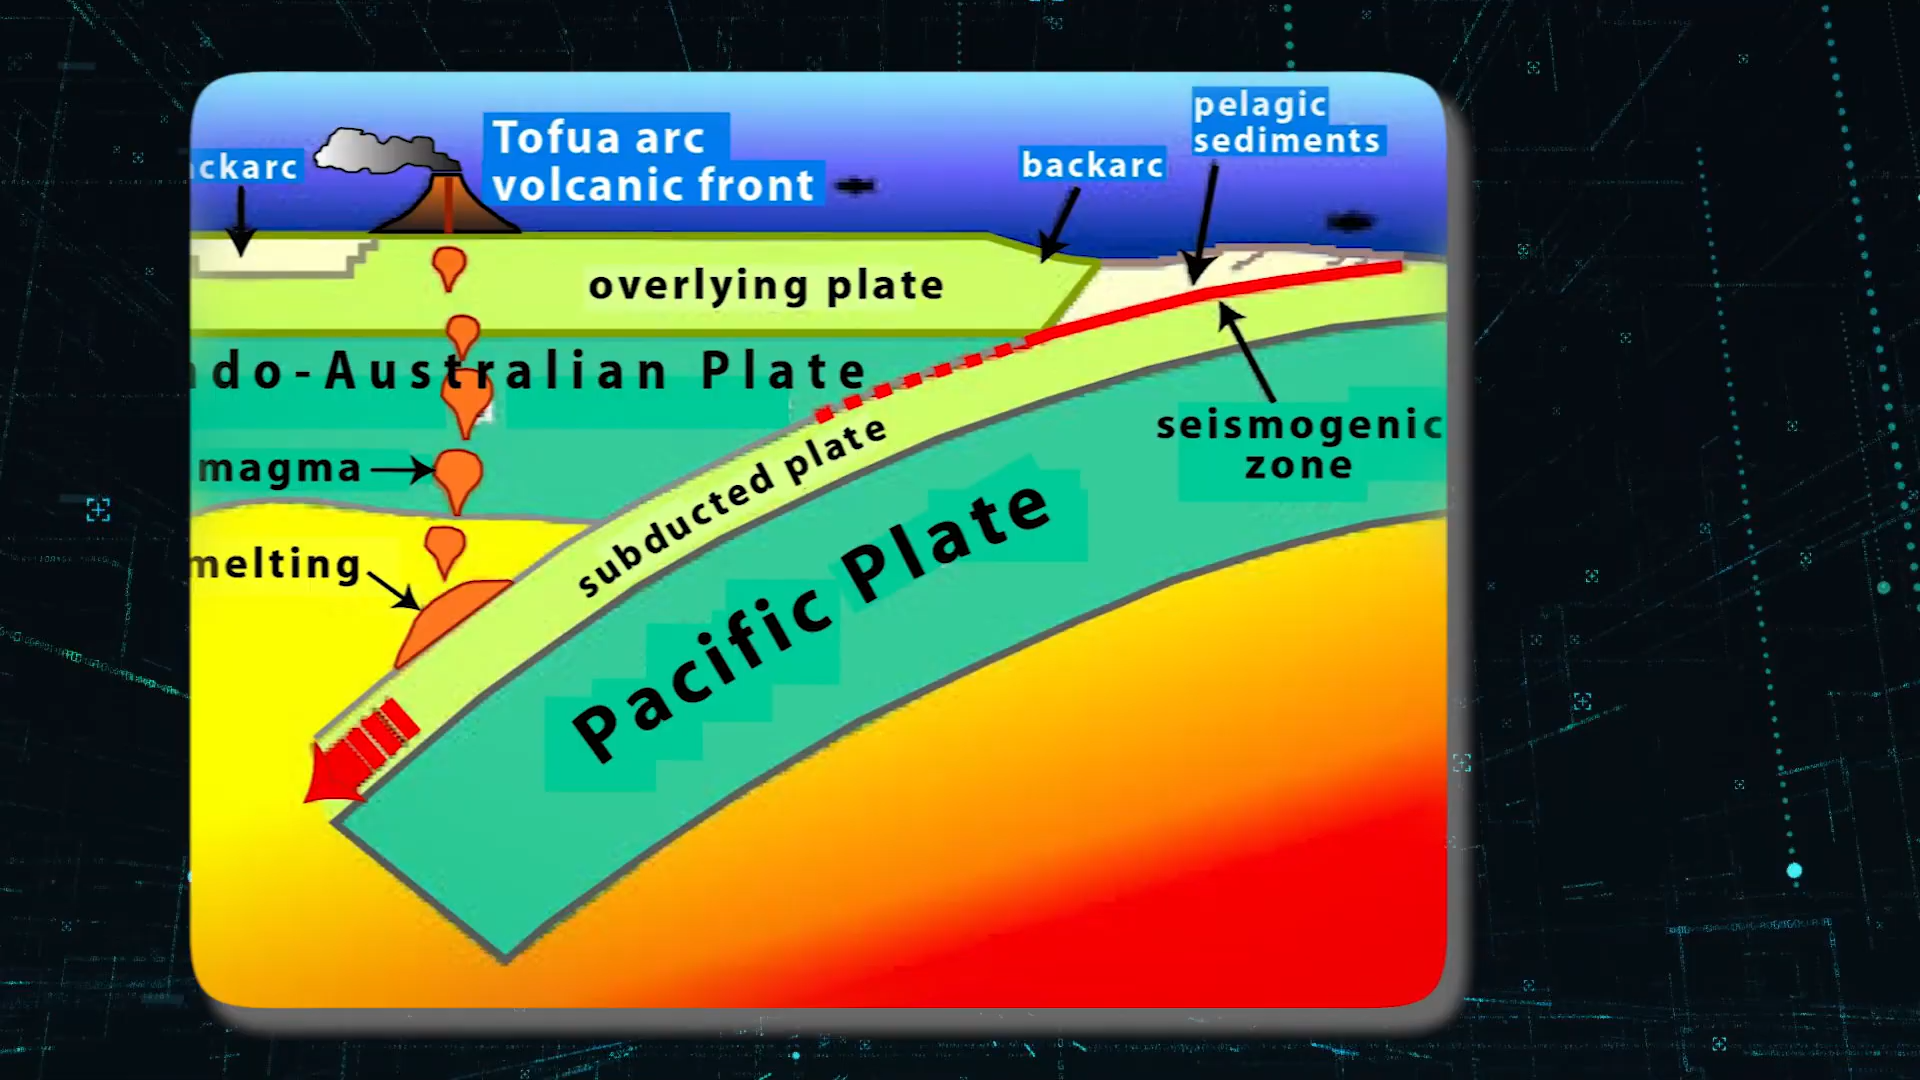 pelagic
sediments
Tofua arc
volcanic front
ckarc
backarc
overlying plate
ndo-Australian Plate
magma
melting
subducted plate
seismogenic
zone
Pacific Plate